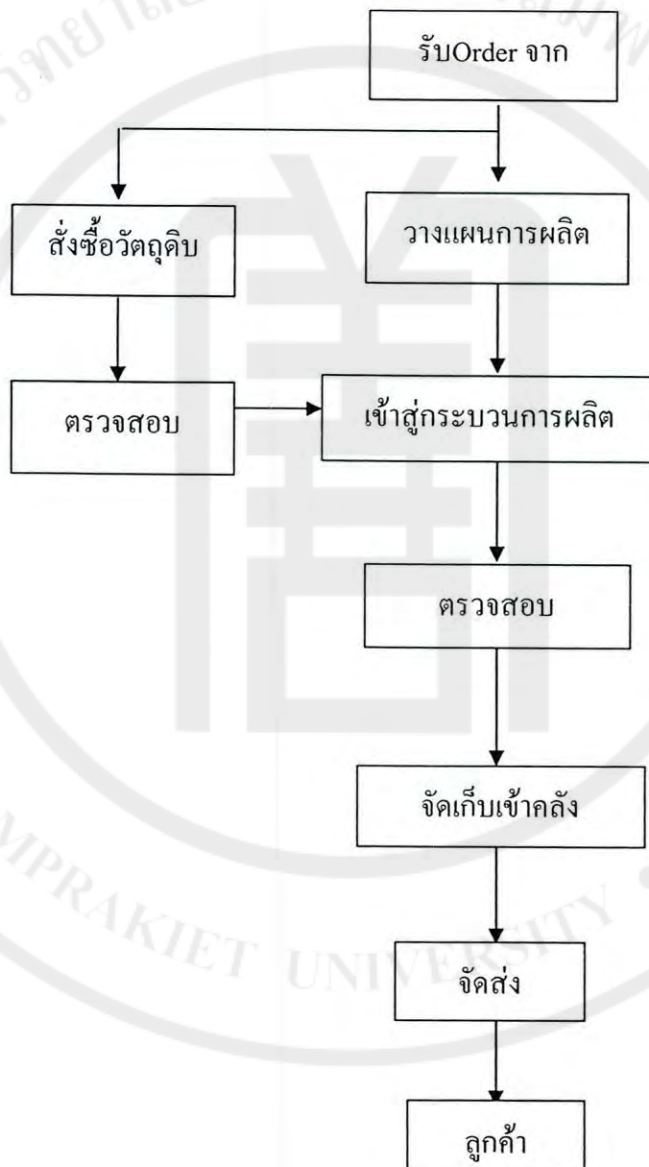 รับOrder จาก
สั่งซื้อวัตถุดิบ
วางแผนการผลิต
ตรวจสอบ
เข้าสู่กระบวนการผลิต
ตรวจสอบ
จัดเก็บเข้าคลัง
จัดส่ง
ลูกค้า
MPRAKIET UNIVERSITY